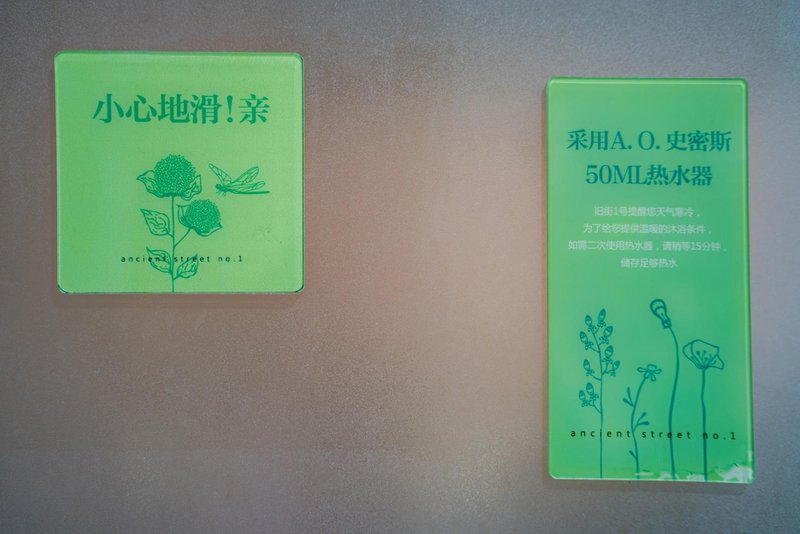 小心地滑！亲
ancient street no.1
采用A.O.史密斯
50ML热水器
旧街1号提醒您天气寒冷，
为了给您提供温暖的沐浴条件，
如需二次使用热水器，请稍等15分钟，
储存足够热水
ancient street no.1